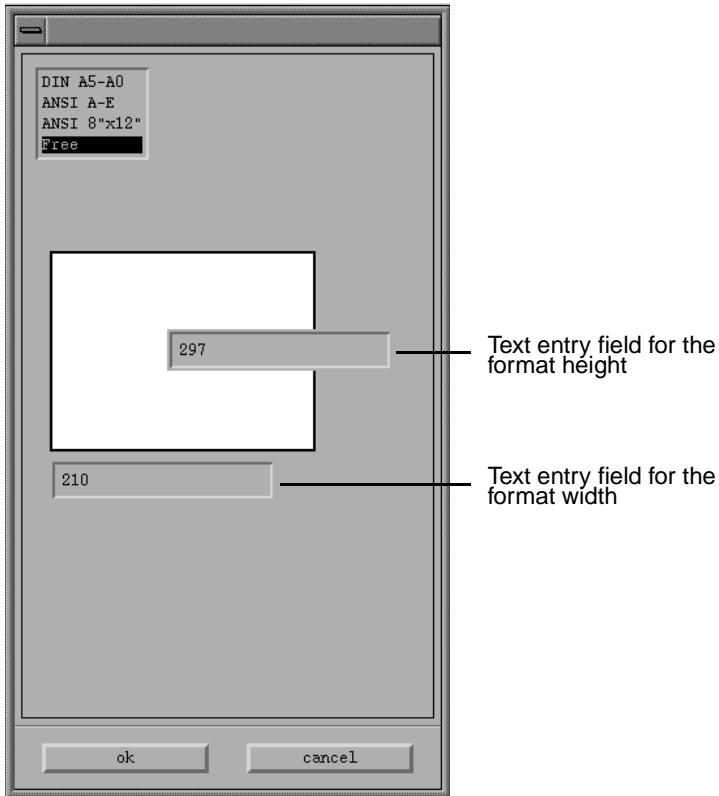 DIN A5-A0
ANSI A-E
ANSI 8"x12"
Free
297
Text entry field for the
format height
210
Text entry field for the
format width
ok
cancel